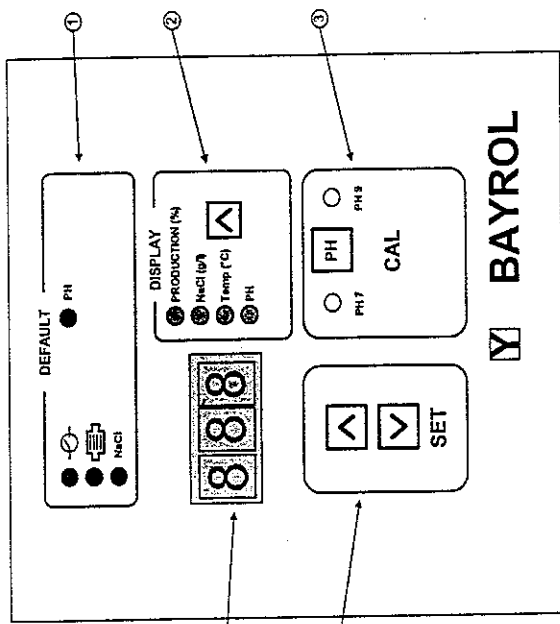 DEFAULT
PH
NaCl
888
DISPLAY
PRODUCTION (%)
NaCl (g/l)
Temp (°C)
PH
SET
PH 7
PH
PH 9
CAL
Y BAYROL
1
2
3